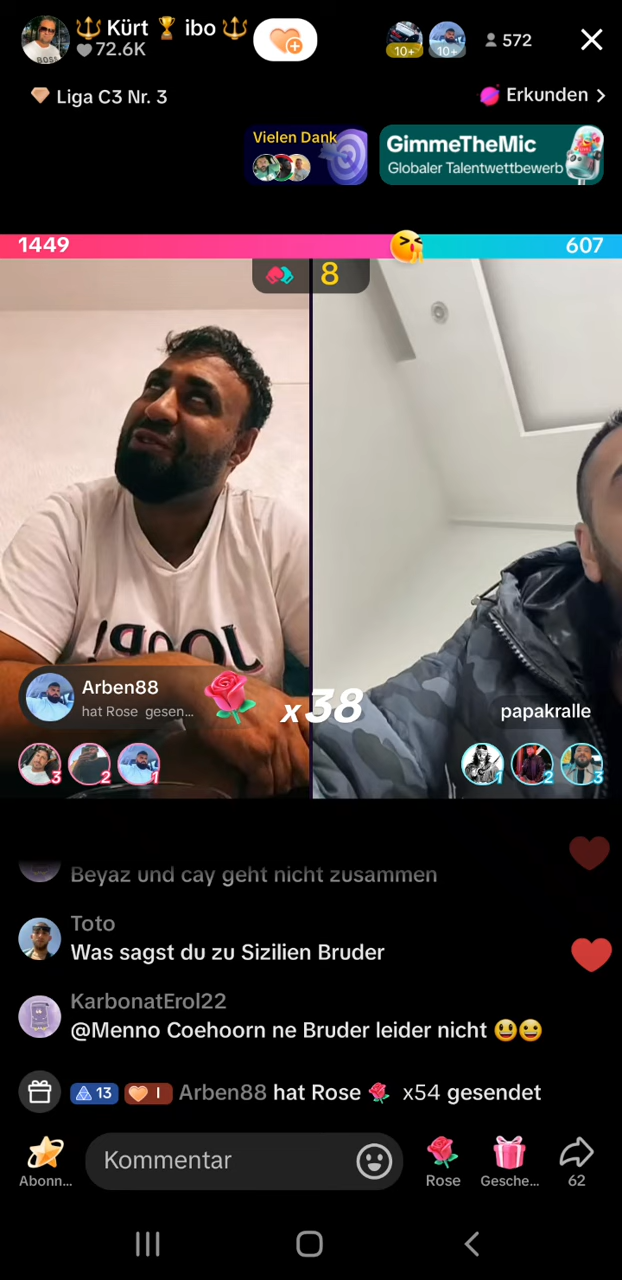 🔱 Kürt 🏆 ibo 🔱
72.6K
10+
10+
572
Liga C3 Nr. 3
Erkunden >
Vielen Dank
GimmeTheMic
Globaler Talentwettbewerb
1449
607
8
JOOP!
Arben88
hat Rose gesen...
x38
papakralle
3
2
1
1
2
3
Beyaz und cay geht nicht zusammen
Toto
Was sagst du zu Sizilien Bruder
KarbonatErol22
@Menno Coehoorn ne Bruder leider nicht 😃😀
13 I Arben88 hat Rose 🌹 x54 gesendet
Kommentar
Abonn...
Rose
Gesche...
62